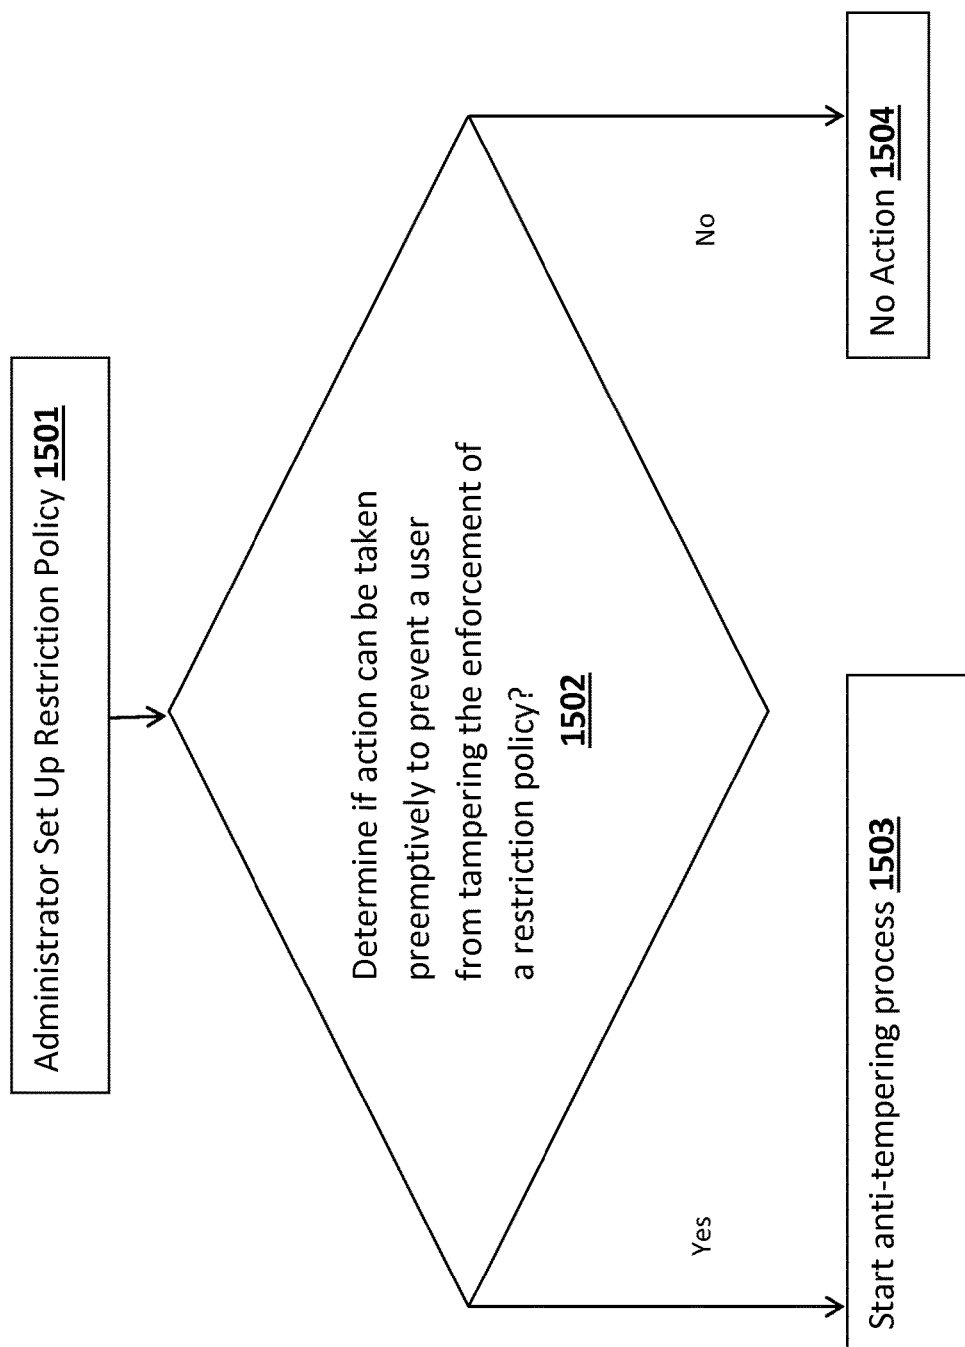 Administrator Set Up Restriction Policy 1501
Determine if action can be taken
preemptively to prevent a user
from tampering the enforcement of
a restriction policy?
1502
Yes
No
Start anti-tempering process 1503
No Action 1504